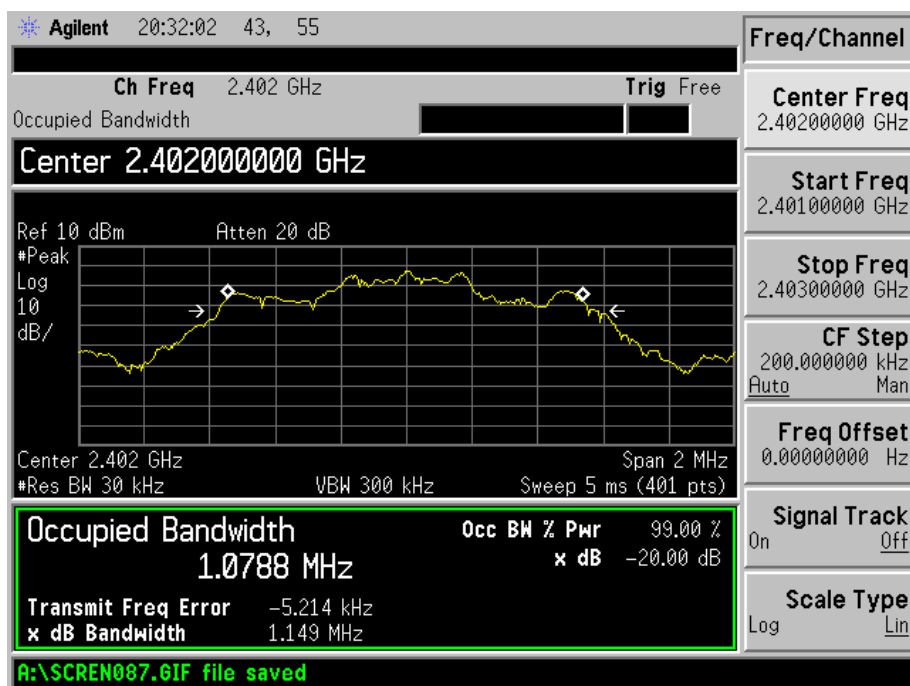 Agilent 20:32:02 43, 55
Ch Freq 2.402 GHz Trig Free
Occupied Bandwidth
Center 2.402000000 GHz
Ref 10 dBm Atten 20 dB
#Peak
Log
10
dB/
Center 2.402 GHz Span 2 MHz
#Res BW 30 kHz VBW 300 kHz Sweep 5 ms (401 pts)
Occupied Bandwidth Occ BW % Pwr 99.00 %
1.0788 MHz x dB -20.00 dB
Transmit Freq Error -5.214 kHz
x dB Bandwidth 1.149 MHz
A:\SCREN087.GIF file saved
Freq/Channel
Center Freq
2.40200000 GHz
Start Freq
2.40100000 GHz
Stop Freq
2.40300000 GHz
CF Step
200.000000 kHz
Auto Man
Freq Offset
0.00000000 Hz
Signal Track
On Off
Scale Type
Log Lin